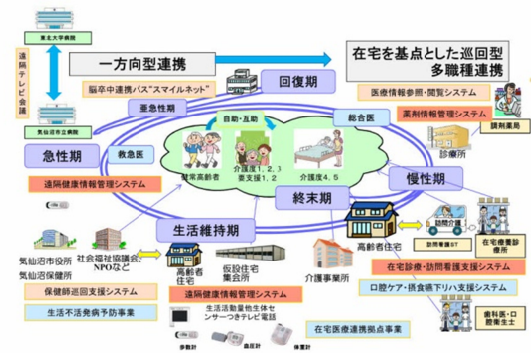 東北大学病院
遠隔テレビ会議
気仙沼市立病院
一方向型連携
脳卒中連携パス“スマイルネット”
回復期
在宅を基点とした巡回型
多職種連携
医療情報参照・閲覧システム
薬剤情報管理システム
調剤薬局
診療所
亜急性期
急性期
救急医
自助・互助
総合医
健常高齢者
介護度1, 2, 3
要支援1, 2
介護度4, 5
遠隔健康情報管理システム
慢性期
終末期
生活維持期
高齢者住宅
訪問介護
訪問看護ST
在宅療養診療所
気仙沼市役所
気仙沼保健所
社会福祉協議会,
NPOなど
高齢者
住宅
仮設住宅
集会所
介護事業所
在宅診療・訪問看護支援システム
保健師巡回支援システム
遠隔健康情報管理システム
口腔ケア・摂食嚥下リハ支援システム
生活不活発病予防事業
生活活動量他生体セ
ンサーつきテレビ電話
在宅医療連携拠点事業
歯科医・口
腔衛生士
歩数計
血圧計
体重計